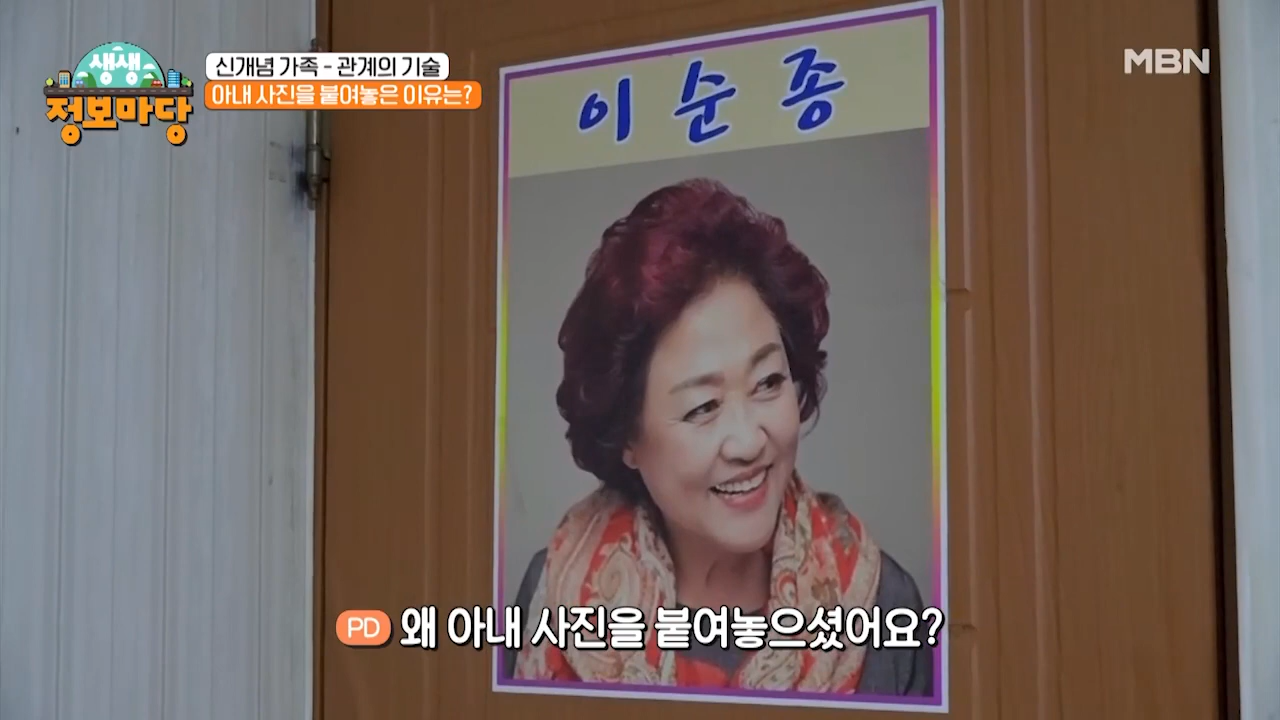 생생
정보마당
신개념 가족 - 관계의 기술
아내 사진을 붙여놓은 이유는?
MBN
이순종
PD 왜 아내 사진을 붙여놓으셨어요?